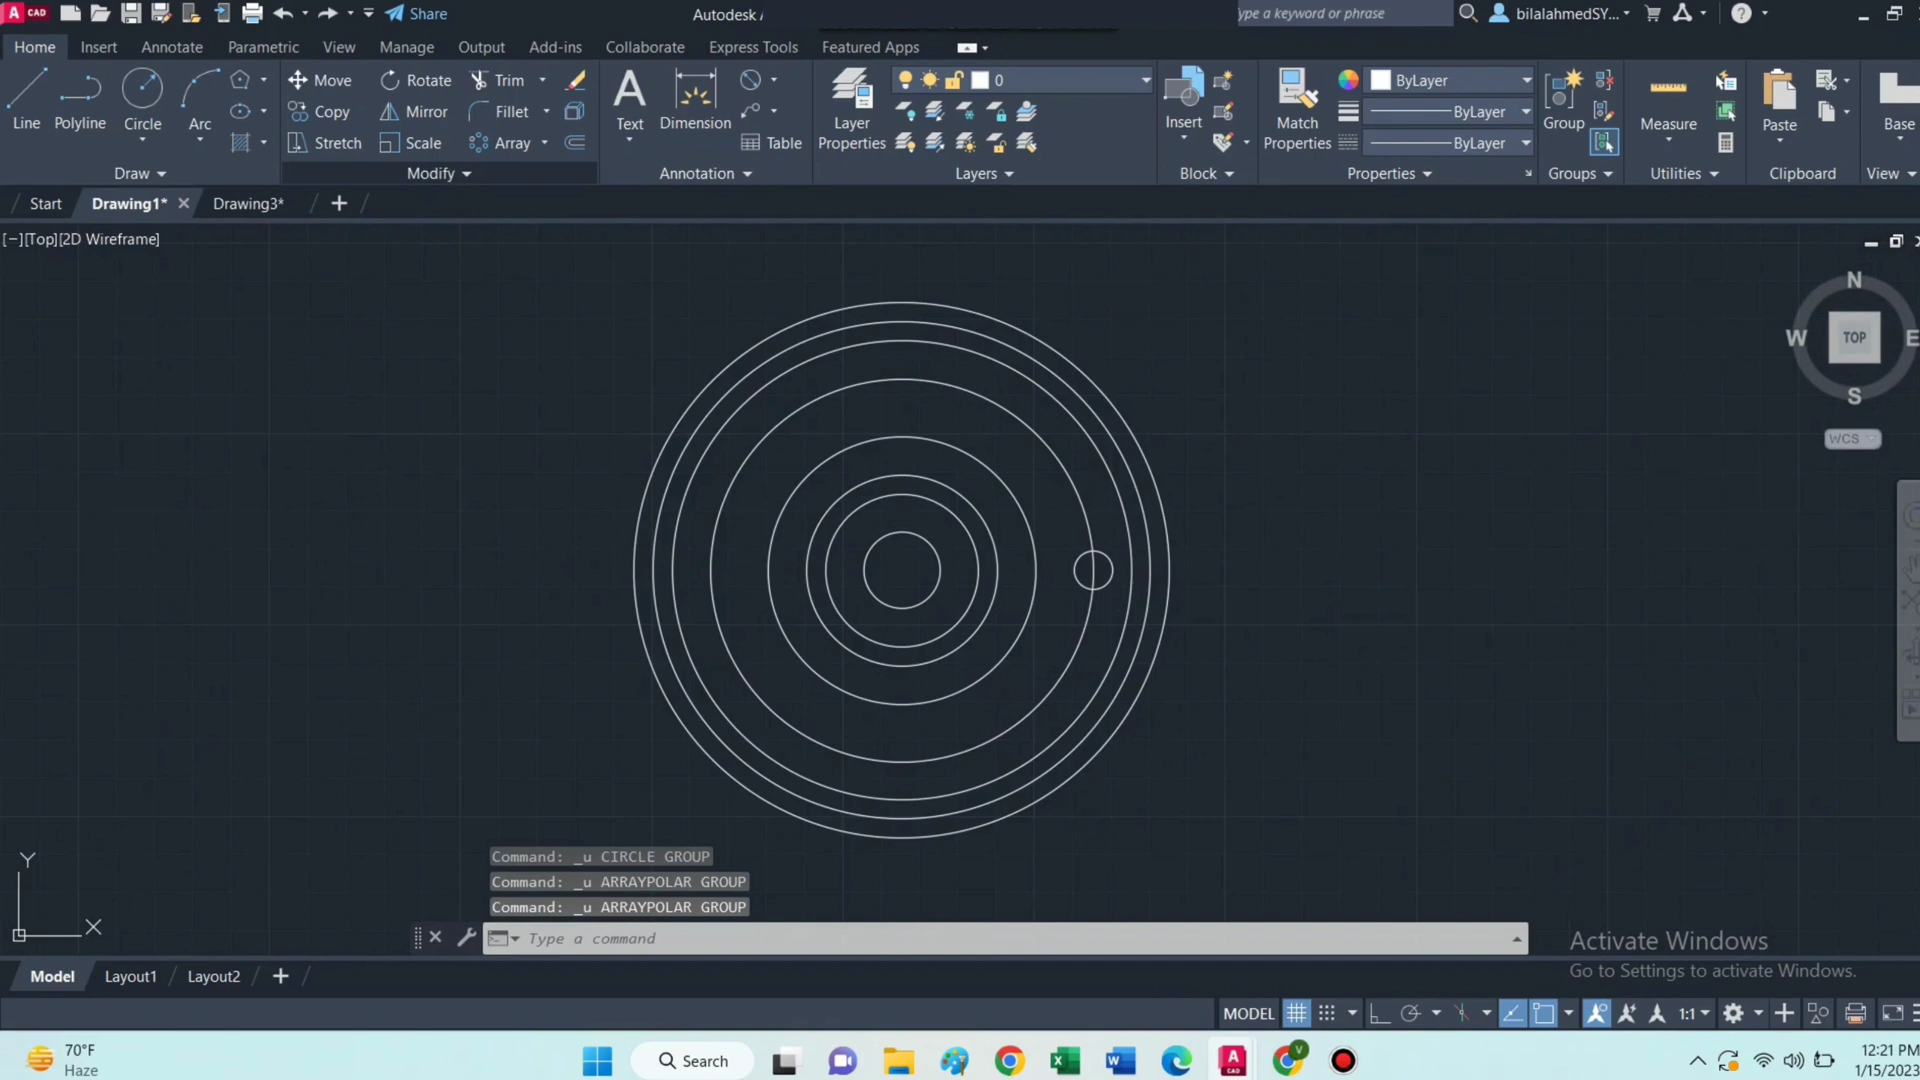 A CAD Share Autodesk A Type a keyword or phrase bilalahmedSY...
Home Insert Annotate Parametric View Manage Output Add-ins Collaborate Express Tools Featured Apps
Line Polyline Circle Arc
Draw
Move Rotate Trim
Copy Mirror Fillet
Stretch Scale Array
Modify
Text Dimension Table
Annotation
Layer Properties 0
Layers
Insert
Block
Match Properties ByLayer
ByLayer
ByLayer
Properties
Group
Groups
Measure
Utilities
Paste
Clipboard
Base
View
Start Drawing1* Drawing3*
[−][Top][2D Wireframe]
N
W TOP E
S
WCS
Y
X
Command: _u CIRCLE GROUP
Command: _u ARRAYPOLAR GROUP
Command: _u ARRAYPOLAR GROUP
Type a command
Activate Windows
Go to Settings to activate Windows.
Model Layout1 Layout2
MODEL 1:1
70°F
Haze
Search
12:21 PM
1/15/2023